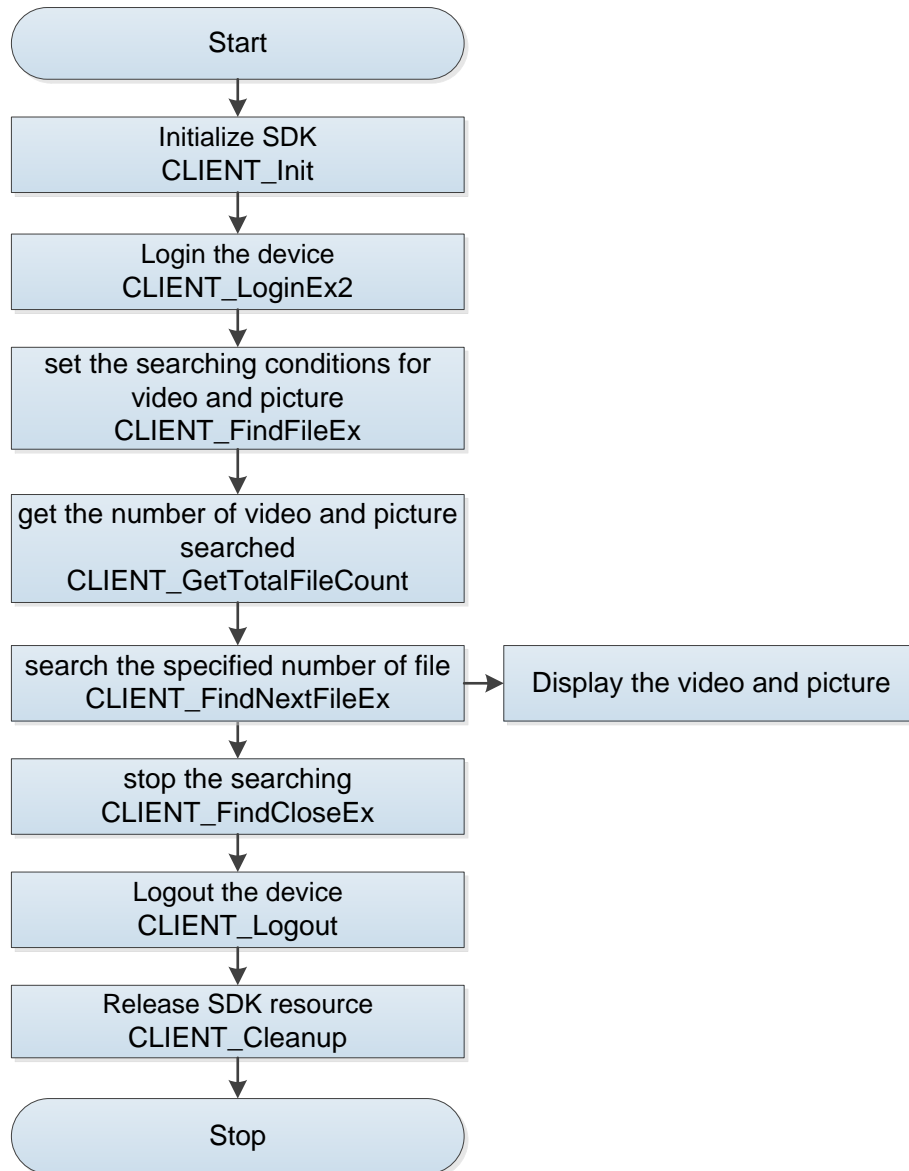 Start
Initialize SDK
CLIENT_Init
Login the device
CLIENT_LoginEx2
set the searching conditions for
video and picture
CLIENT_FindFileEx
get the number of video and picture
searched
CLIENT_GetTotalFileCount
search the specified number of file
CLIENT_FindNextFileEx
Display the video and picture
stop the searching
CLIENT_FindCloseEx
Logout the device
CLIENT_Logout
Release SDK resource
CLIENT_Cleanup
Stop